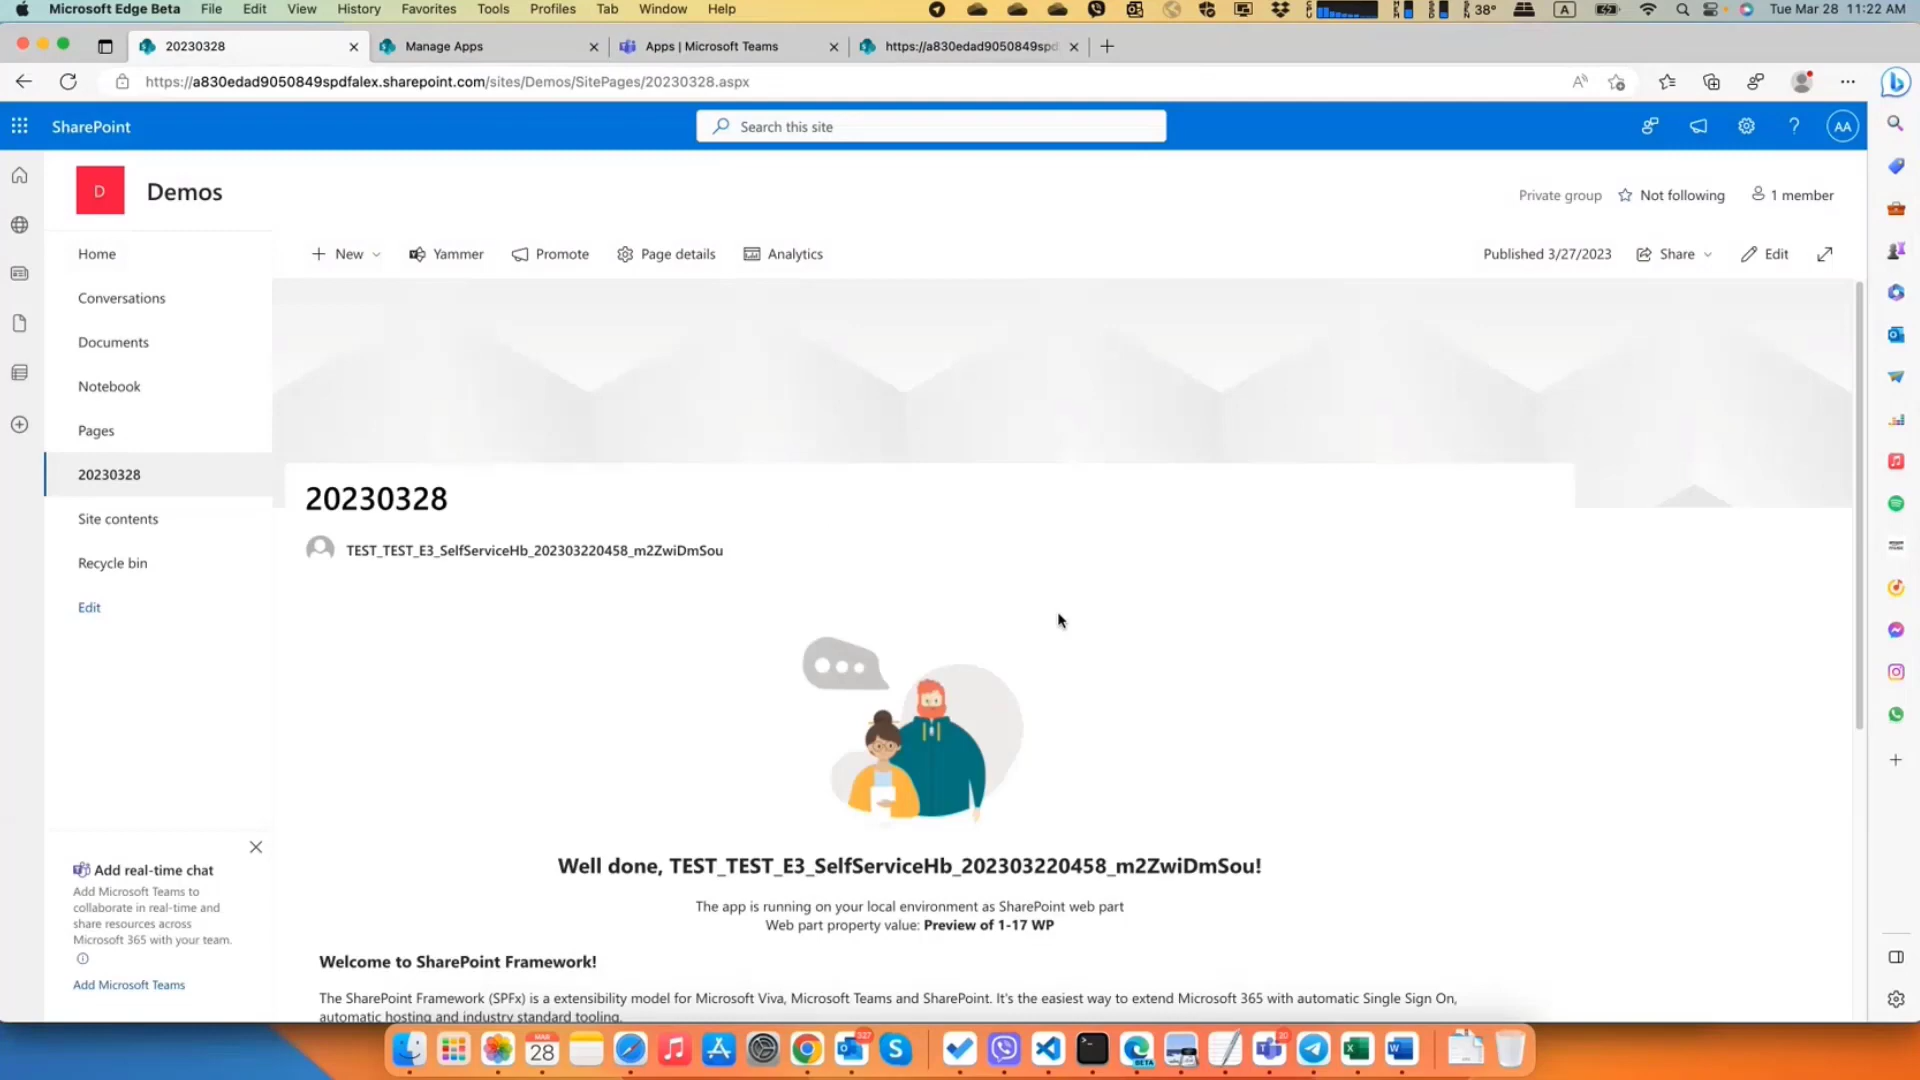 Microsoft Edge Beta File Edit View History Favorites Tools Profiles Tab Window Help 38° A Tue Mar 28 11:22 AM
20230328 Manage Apps Apps | Microsoft Teams https://a830edad9050849spd
https://a830edad9050849spdfalex.sharepoint.com/sites/Demos/SitePages/20230328.aspx
SharePoint Search this site AA
D Demos Private group Not following 1 member
Home
Conversations
Documents
Notebook
Pages
20230328
Site contents
Recycle bin
Edit
New Yammer Promote Page details Analytics Published 3/27/2023 Share Edit
20230328
TEST_TEST_E3_SelfServiceHb_202303220458_m2ZwiDmSou
Well done, TEST_TEST_E3_SelfServiceHb_202303220458_m2ZwiDmSou!
The app is running on your local environment as SharePoint web part
Web part property value: Preview of 1-17 WP
Welcome to SharePoint Framework!
The SharePoint Framework (SPFx) is a extensibility model for Microsoft Viva, Microsoft Teams and SharePoint. It's the easiest way to extend Microsoft 365 with automatic Single Sign On,
automatic hosting and industry standard tooling.
Add real-time chat
Add Microsoft Teams to
collaborate in real-time and
share resources across
Microsoft 365 with your team.
Add Microsoft Teams
MAR
28
BETA